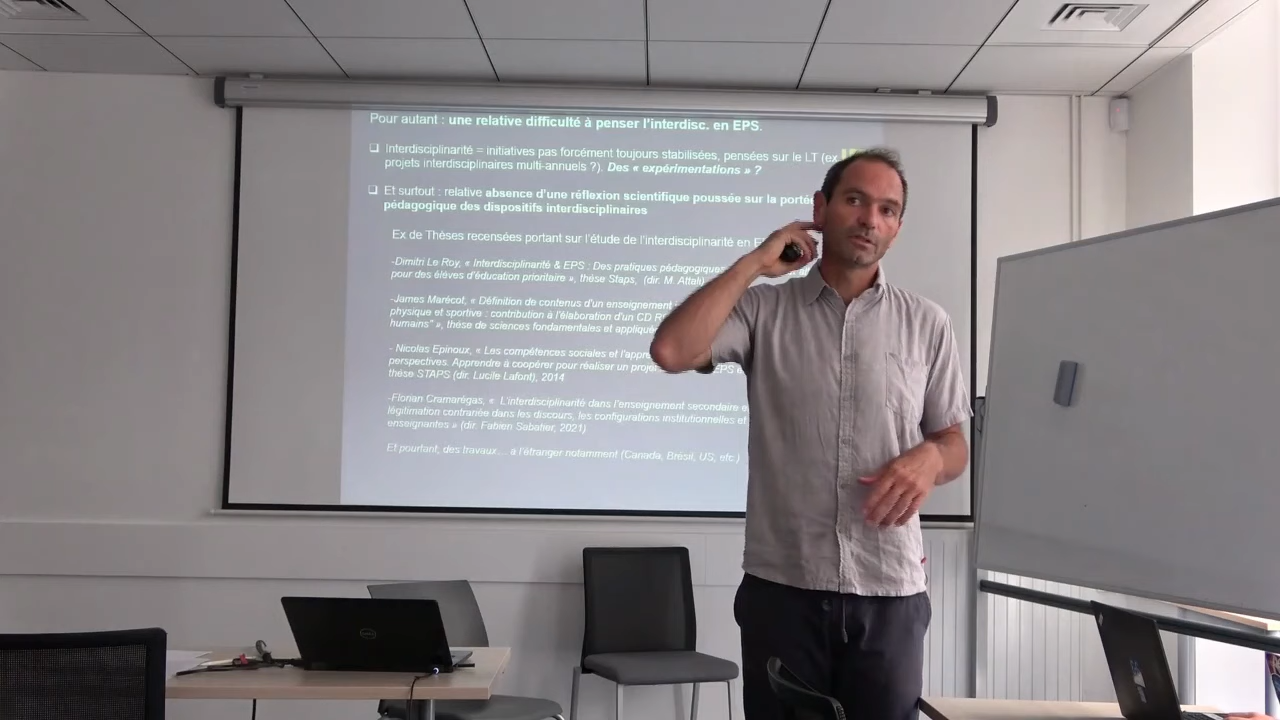 Pour autant : une relative difficulté à penser l'interdisc. en EPS.
❑ Interdisciplinarité = initiatives pas forcément toujours stabilisées, pensées sur le LT (ex
projets interdisciplinaires multi-annuels ?). Des « expérimentations » ?
❑ Et surtout : relative absence d'une réflexion scientifique poussée sur la
pédagogique des dispositifs interdisciplinaires
Ex de Thèses recensées portant sur l'étude de l'interdisciplinarité en
-Dimitri Le Roy, « Interdisciplinarité & EPS : Des pratiques pédagogiques
pour des élèves d'éducation prioritaire », thèse Staps, (dir. M. Attali)
-James Marécot, « Définition de contenus d'un enseignement
physique et sportive : contribution à l'élaboration d'un CD
humains" », thèse de sciences fondamentales et
- Nicolas Epinoux, « Les compétences sociales et
perspectives. Apprendre à coopérer pour réaliser un projet EPS
thèse STAPS (dir. Lucile Lafont), 2014
-Florian Cramarégas, « L'interdisciplinarité dans l'enseignement secondaire
légitimation contrariée dans les discours, les configurations institutionnelles et
enseignantes » (dir. Fabien Sabatier, 2021)
Et pourtant, des travaux… a l'étranger notamment (Canada, Brésil, US, etc.)
DELL